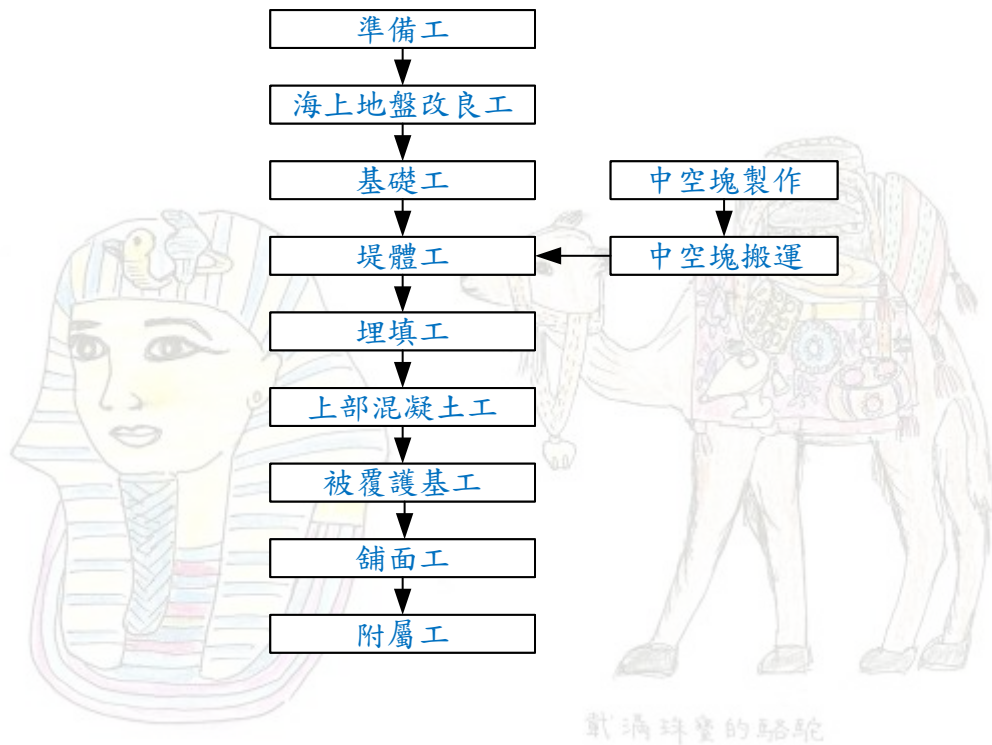 準備工
海上地盤改良工
基礎工
中空塊製作
堤體工
中空塊搬運
埋填工
上部混凝土工
被覆護基工
舖面工
附屬工
戴滿珠寶的駱駝